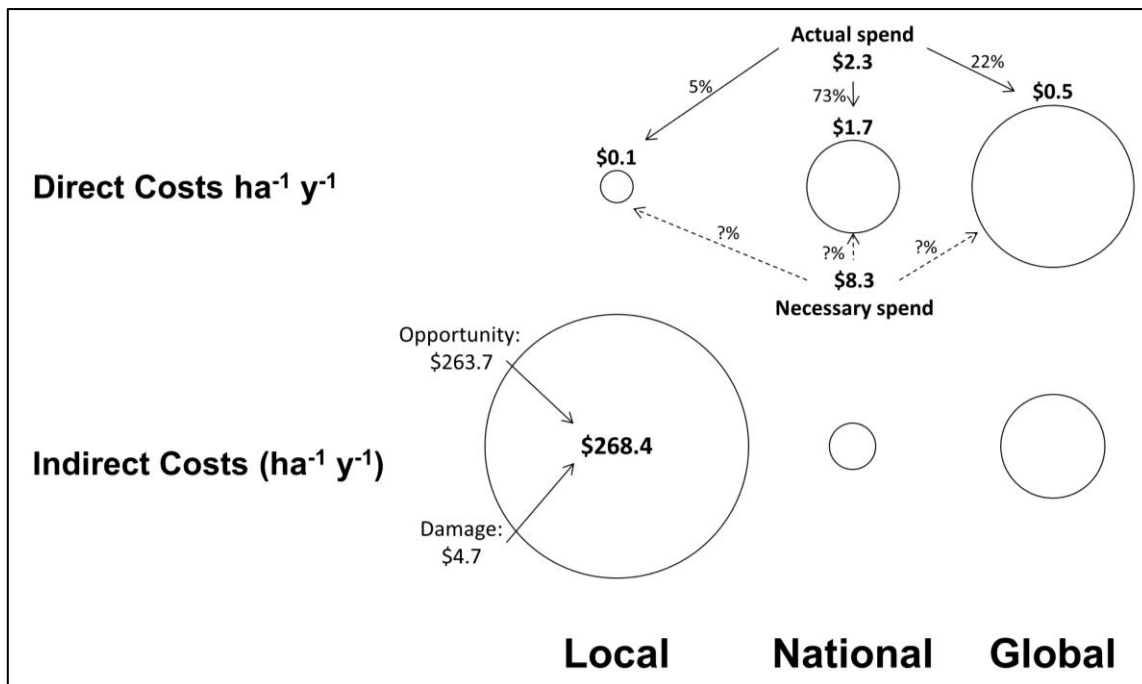 Actual spend
$2.3
5%
73%
22%
$0.1
$1.7
$0.5
Direct Costs ha⁻¹ y⁻¹
?%
?%
?%
$8.3
Necessary spend
Opportunity:
$263.7
$268.4
Indirect Costs (ha⁻¹ y⁻¹)
Damage:
$4.7
Local
National
Global